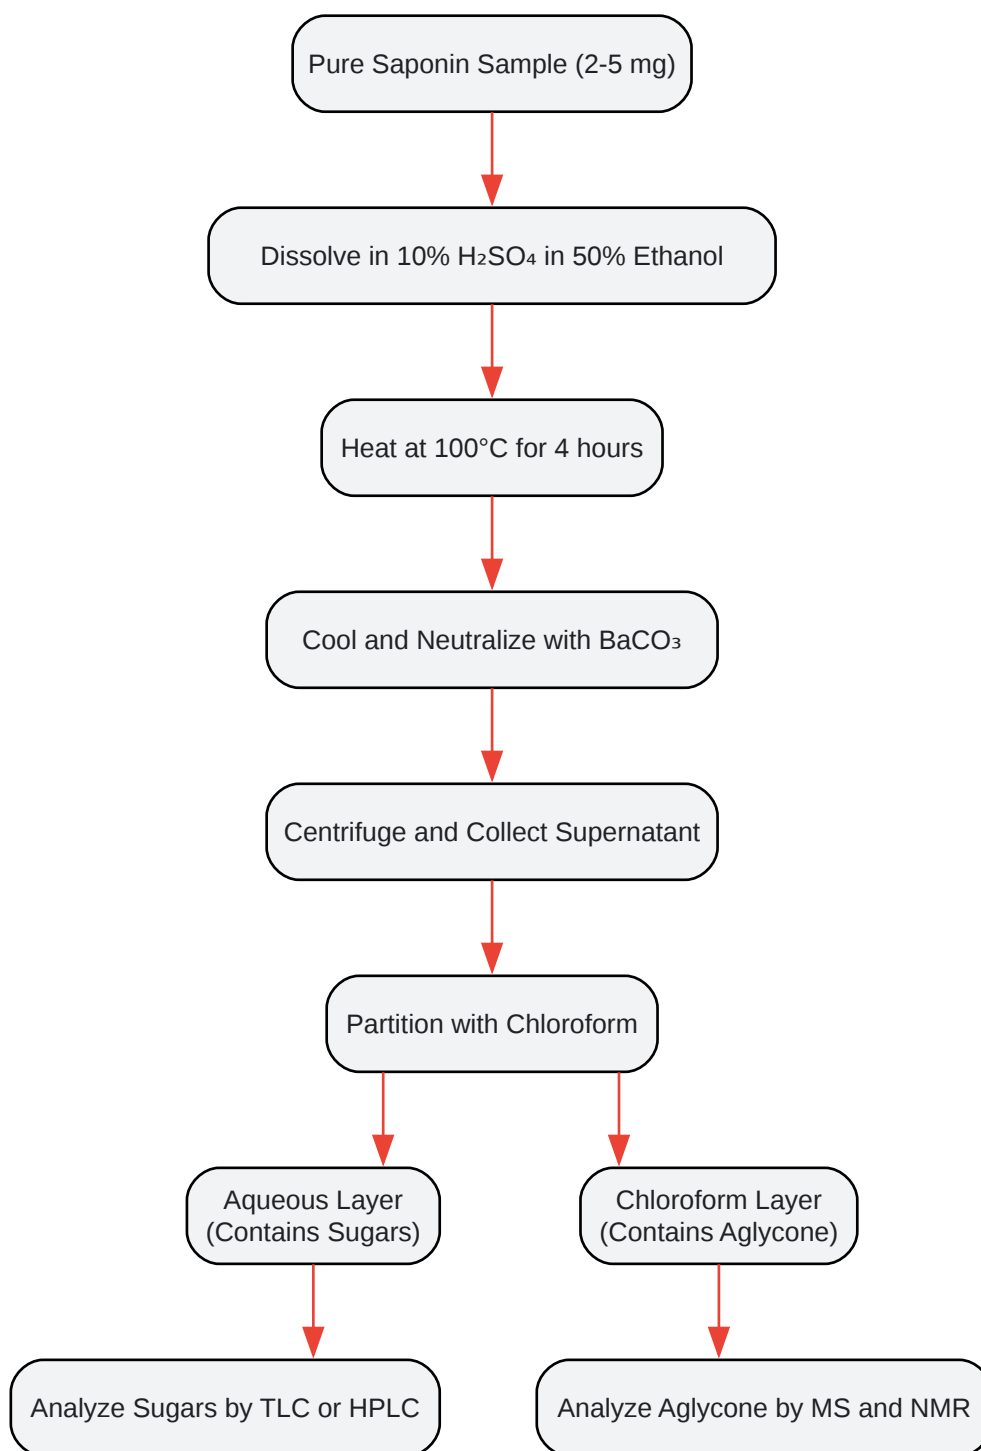 Pure Saponin Sample (2-5 mg)
Dissolve in 10% H₂SO₄ in 50% Ethanol
Heat at 100°C for 4 hours
Cool and Neutralize with BaCO₃
Centrifuge and Collect Supernatant
Partition with Chloroform
Aqueous Layer
(Contains Sugars)
Chloroform Layer
(Contains Aglycone)
Analyze Sugars by TLC or HPLC
Analyze Aglycone by MS and NMR